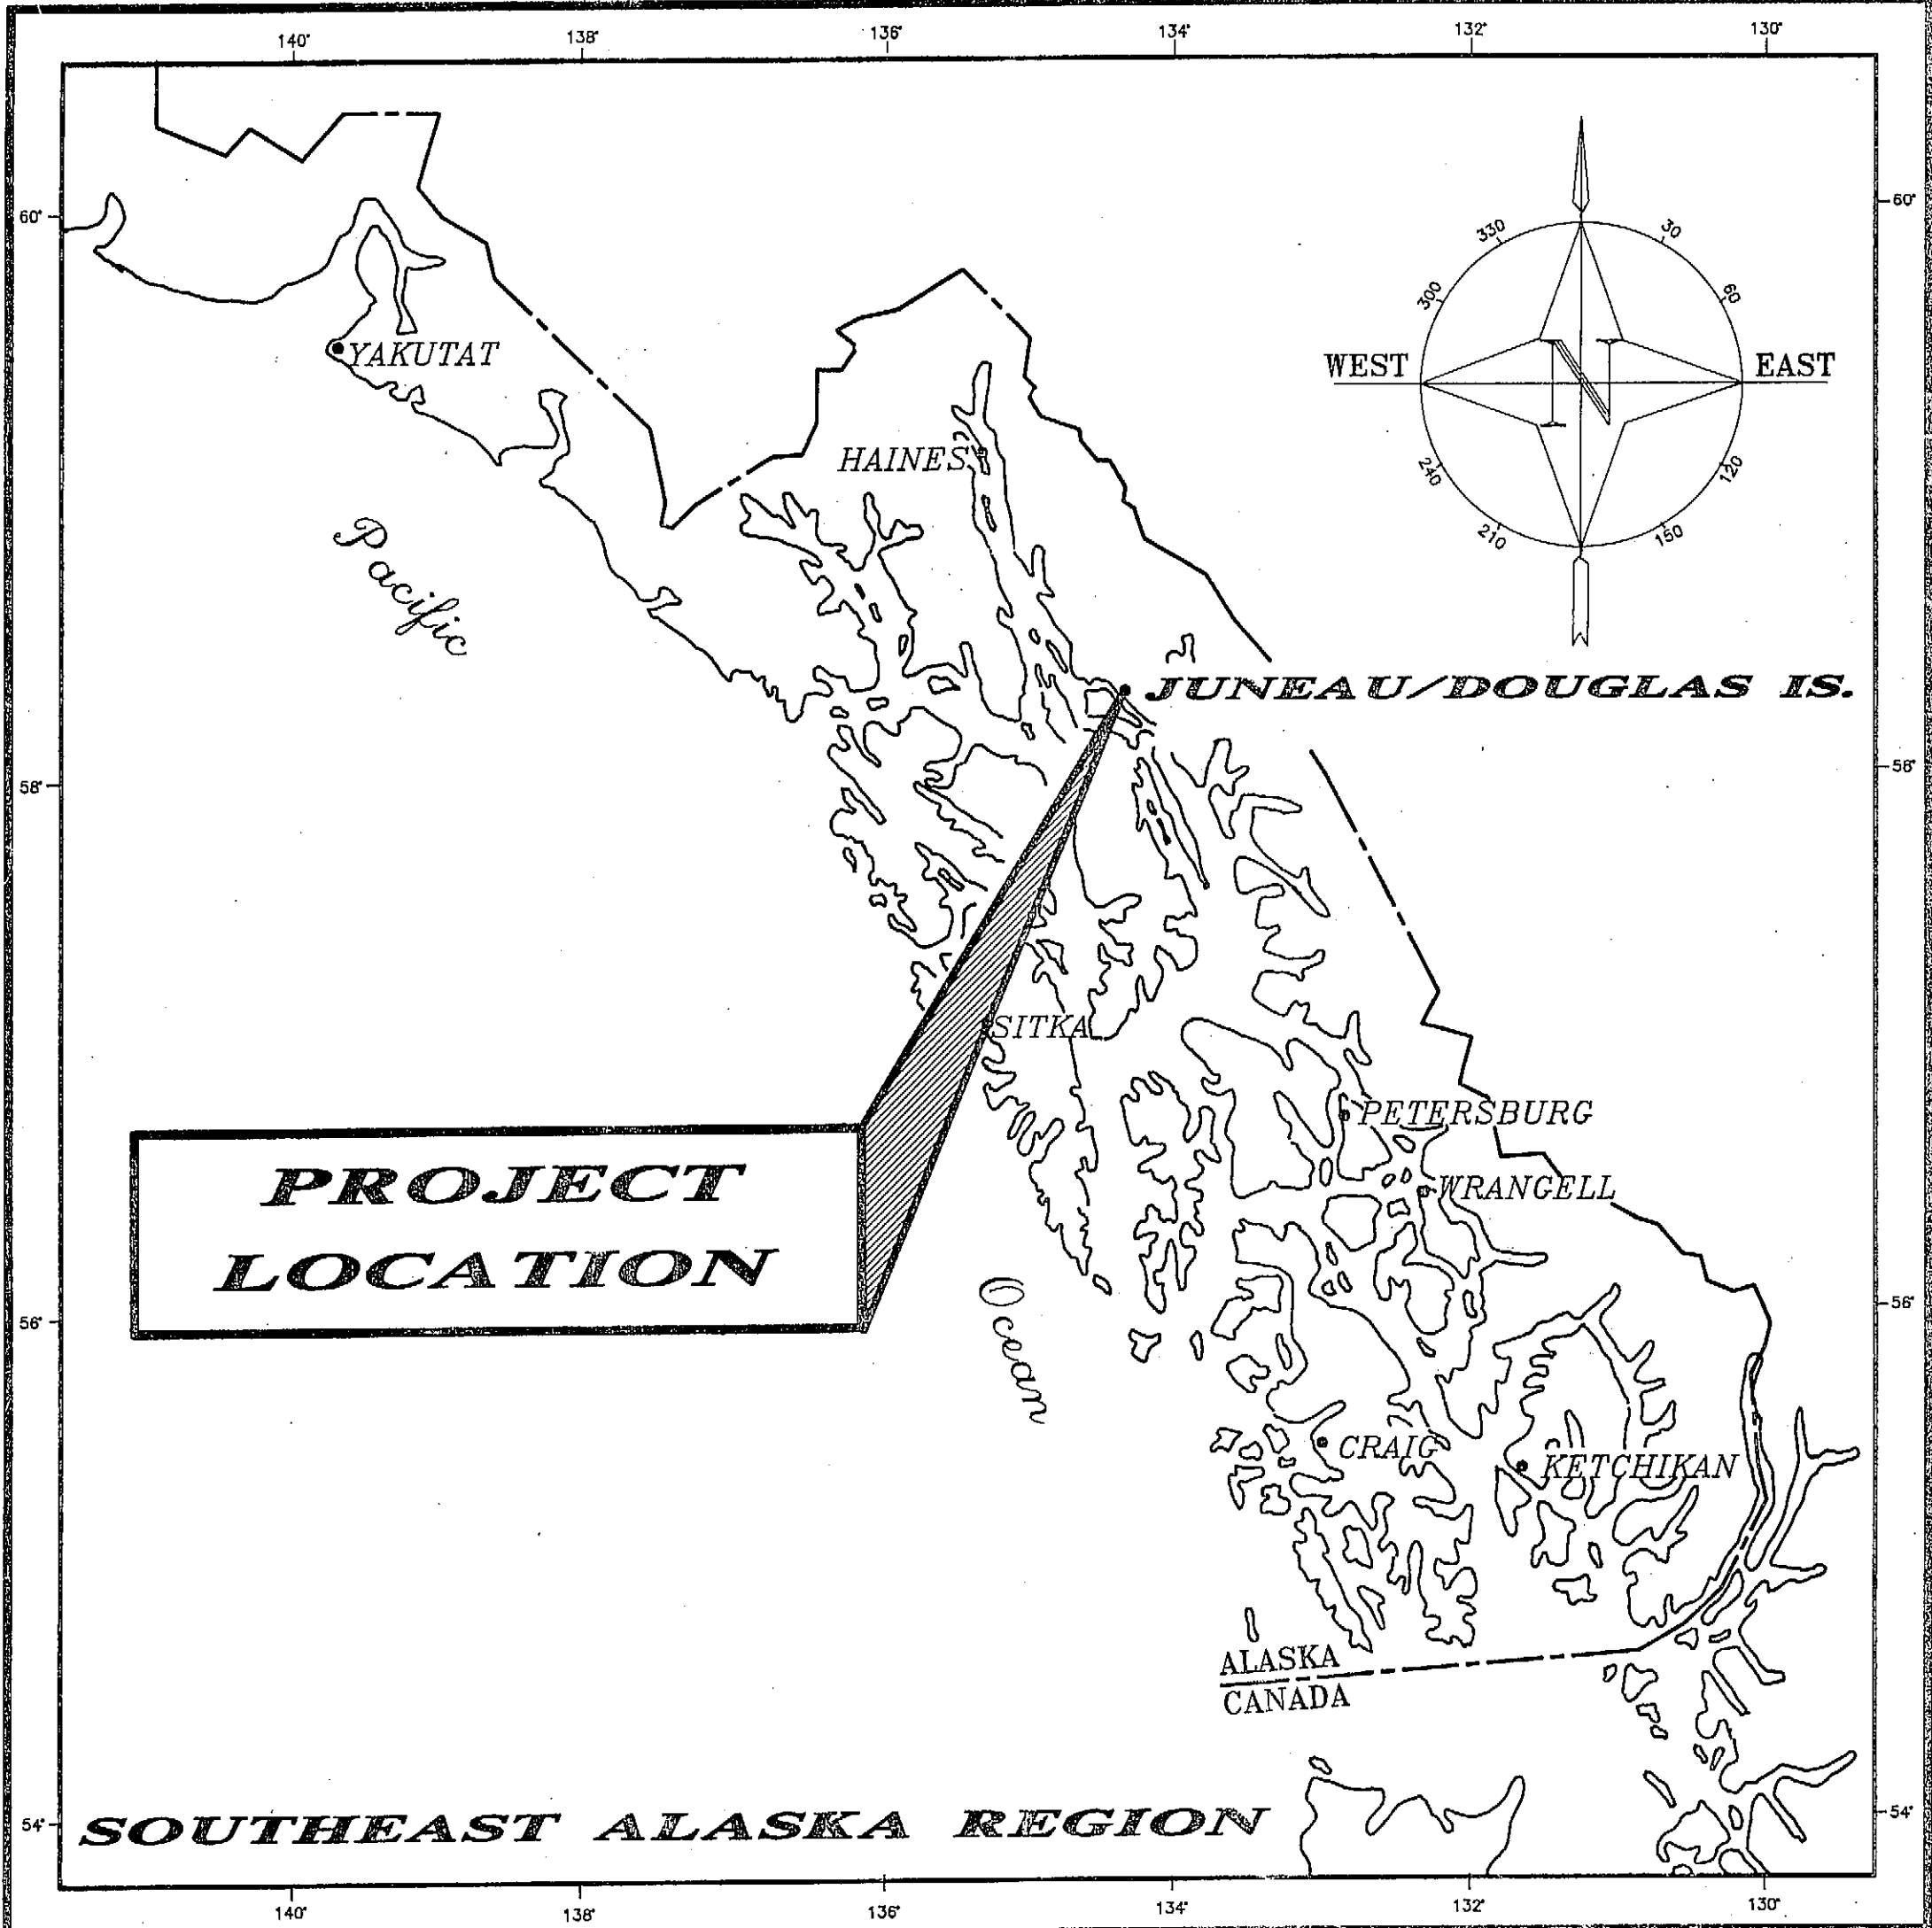 140° 138° 136° 134° 132° 130°
60° 60°
330 30
300 60
WEST N EAST
240 120
210 150
YAKUTAT
HAINES
Pacific
JUNEAU/DOUGLAS IS.
58° 58°
SITKA
PETERSBURG
PROJECT
LOCATION
WRANGELL
Ocean
56° 56°
CRAIG
KETCHIKAN
ALASKA
CANADA
54° 54°
SOUTHEAST ALASKA REGION
140° 138° 136° 134° 132° 130°